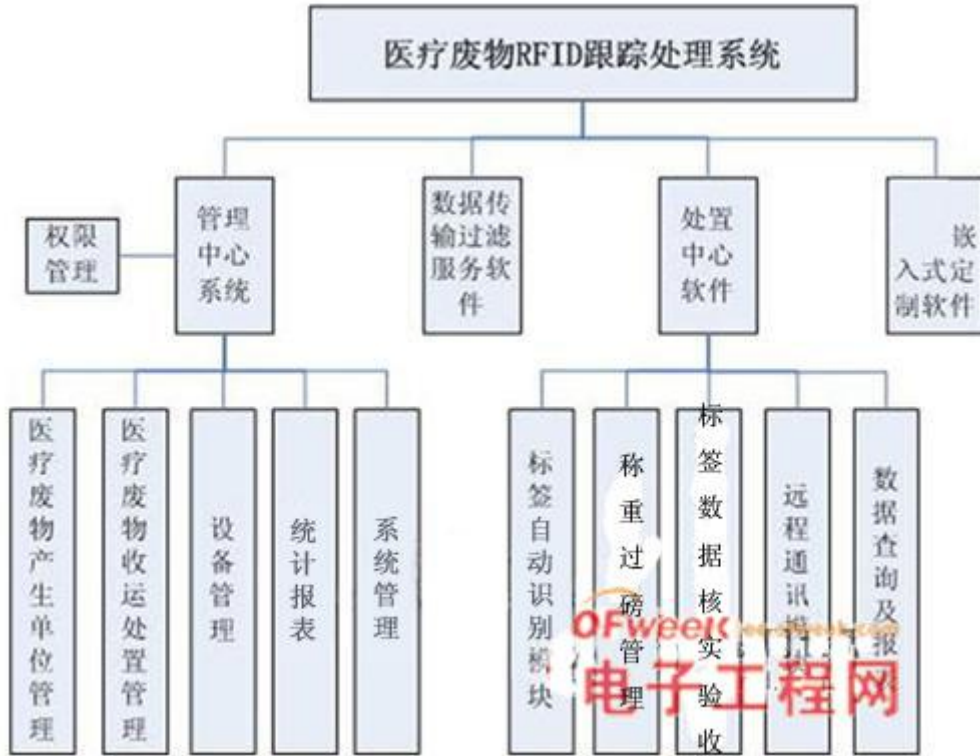 医疗废物RFID跟踪处理系统
权限
管理
管理
中心
系统
数据传
输过滤
服务软
件
处置
中心
软件
嵌
入式定
制软件
医疗废物产生单位管理
医疗废物收运处置管理
设备管理
统计报表
系统管理
标签自动识别模块
称重过磅管理
标签数据核实验收
远程通讯
数据查询及报
OFweek
电子工程网